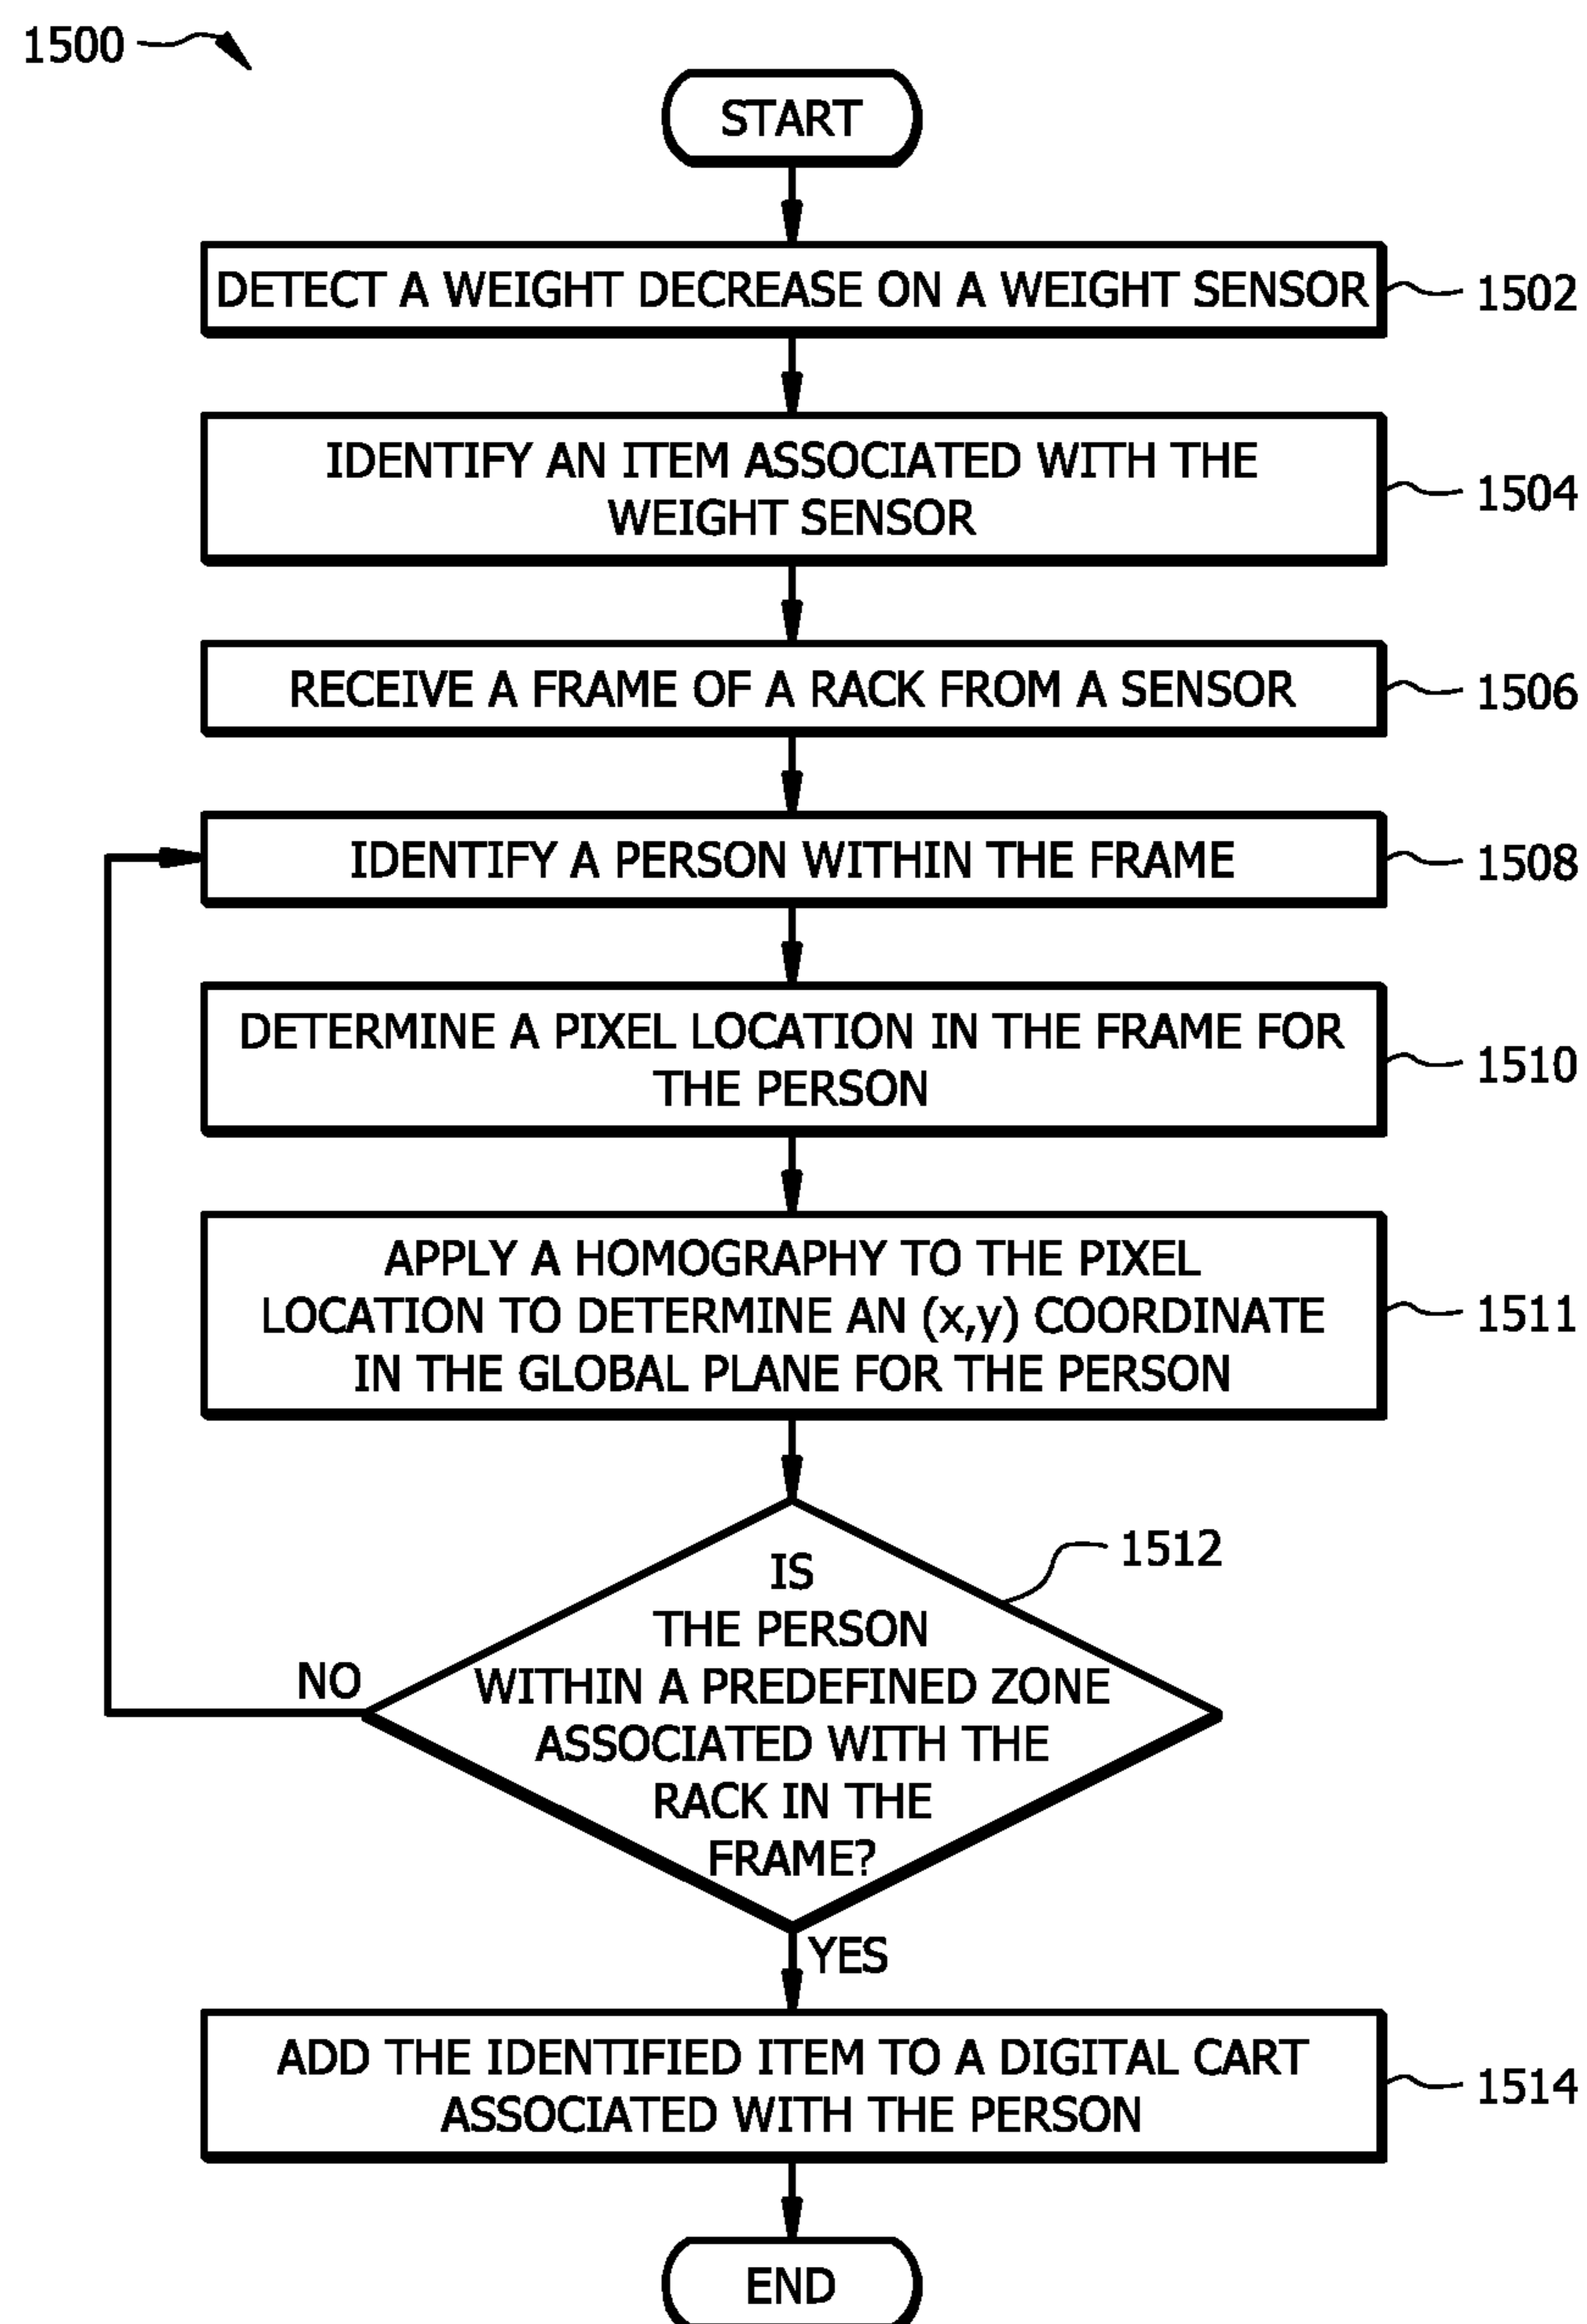 1500
START
DETECT A WEIGHT DECREASE ON A WEIGHT SENSOR
1502
IDENTIFY AN ITEM ASSOCIATED WITH THE
WEIGHT SENSOR
1504
RECEIVE A FRAME OF A RACK FROM A SENSOR
1506
IDENTIFY A PERSON WITHIN THE FRAME
1508
DETERMINE A PIXEL LOCATION IN THE FRAME FOR
THE PERSON
1510
APPLY A HOMOGRAPHY TO THE PIXEL
LOCATION TO DETERMINE AN (x,y) COORDINATE
IN THE GLOBAL PLANE FOR THE PERSON
1511
IS
THE PERSON
WITHIN A PREDEFINED ZONE
ASSOCIATED WITH THE
RACK IN THE
FRAME?
1512
NO
YES
ADD THE IDENTIFIED ITEM TO A DIGITAL CART
ASSOCIATED WITH THE PERSON
1514
END